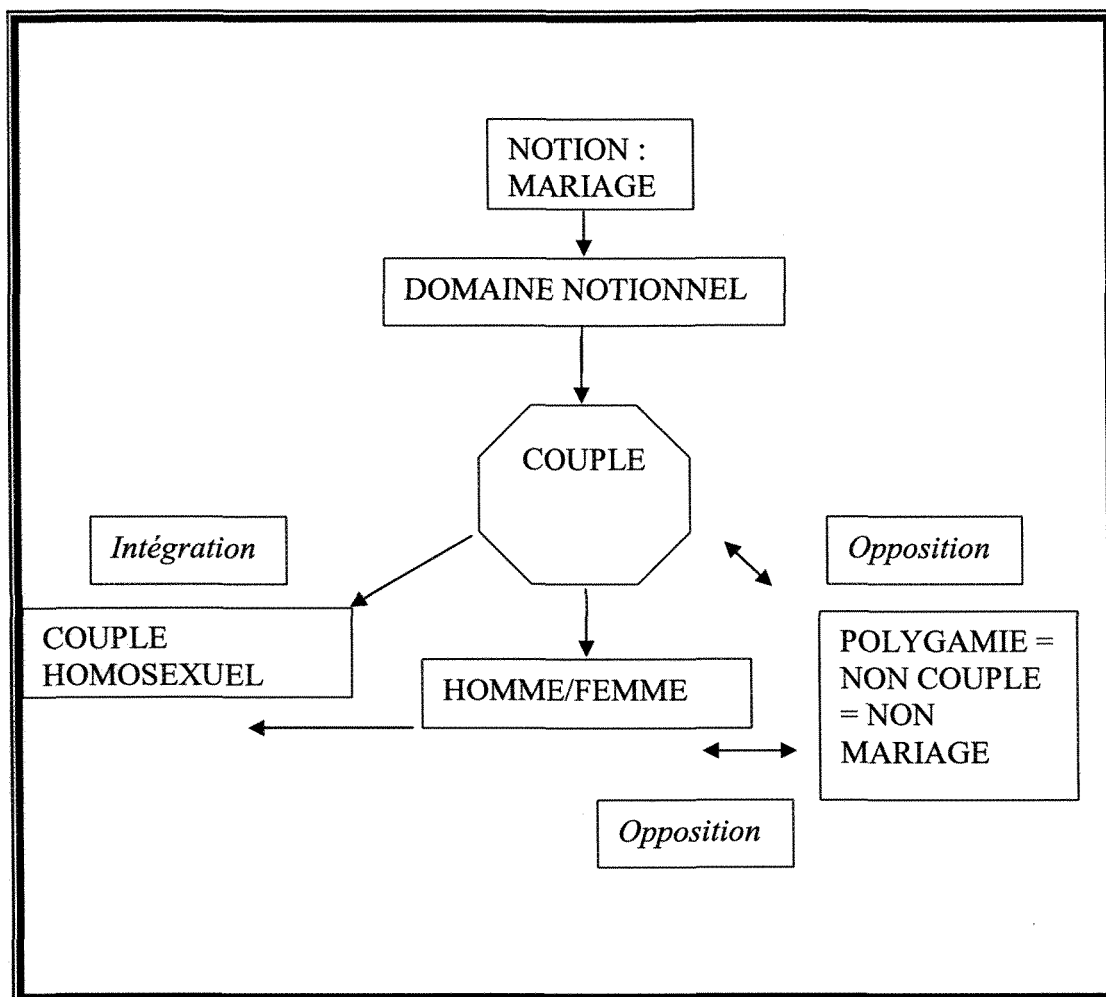 NOTION :
MARIAGE
DOMAINE NOTIONNEL
COUPLE
Intégration
Opposition
COUPLE
HOMOSEXUEL
HOMME/FEMME
POLYGAMIE =
NON COUPLE
= NON
MARIAGE
Opposition